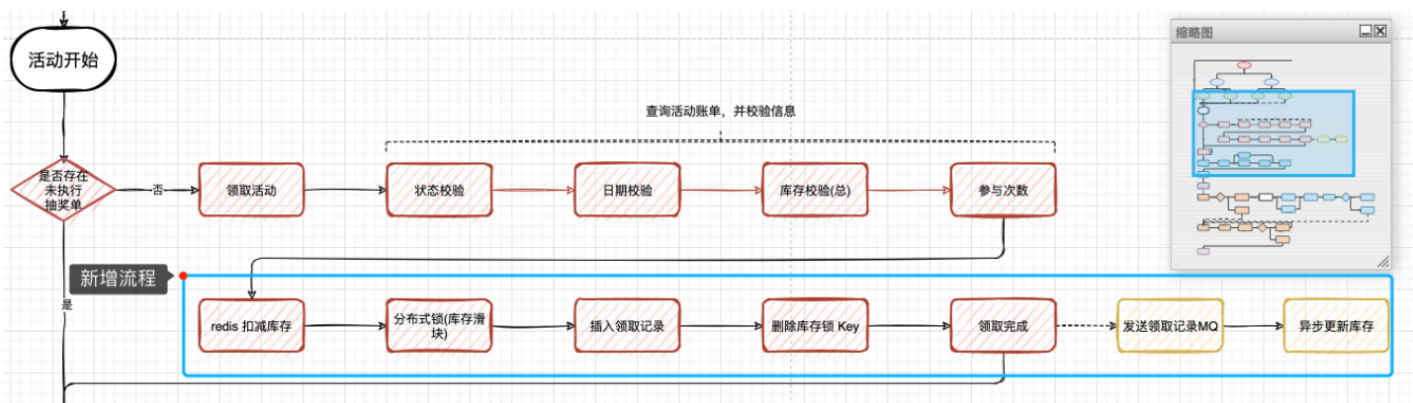 活动开始
缩略图
查询活动账单，并校验信息
是否存在
未执行
抽奖单
否
领取活动
状态校验
日期校验
库存校验(总)
参与次数
新增流程
是
redis 扣减库存
分布式锁(库存滑
块)
插入领取记录
删除库存锁 Key
领取完成
发送领取记录MQ
异步更新库存